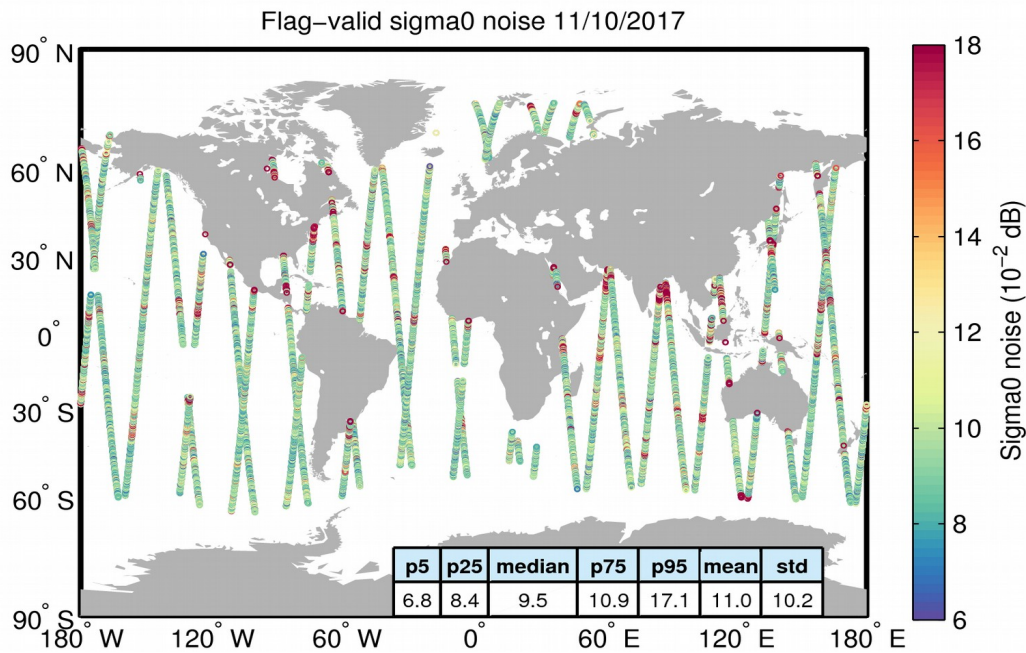 Flag−valid sigma0 noise 11/10/2017
90° N
60° N
30° N
0°
30° S
60° S
90° S
180° W
120° W
60° W
0°
60° E
120° E
180° E
18
16
14
12
10
8
6
Sigma0 noise (10−2 dB)
p5 p25 median p75 p95 mean std
6.8 8.4 9.5 10.9 17.1 11.0 10.2